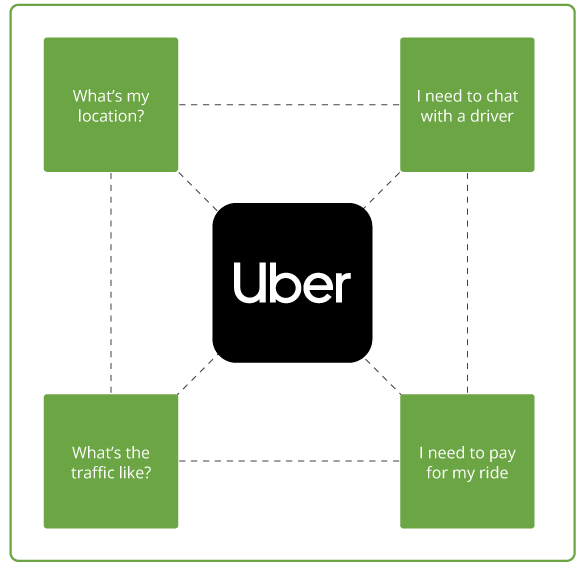 What’s my
location?
I need to chat
with a driver
Uber
What’s the
traffic like?
I need to pay
for my ride